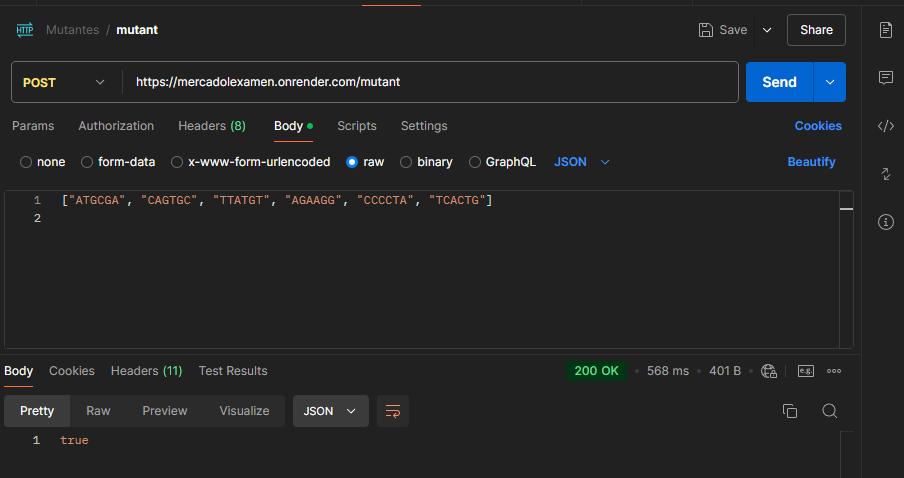 HTTP Mutantes / mutant Save Share
POST https://mercadolexamen.onrender.com/mutant Send
Params Authorization Headers (8) Body Scripts Settings Cookies
none form-data x-www-form-urlencoded raw binary GraphQL JSON Beautify
1 ["ATGCGA", "CAGTGC", "TTATGT", "AGAAGG", "CCCCTA", "TCACTG"]
2
Body Cookies Headers (11) Test Results 200 OK • 568 ms • 401 B • e.g.
Pretty Raw Preview Visualize JSON
1 true